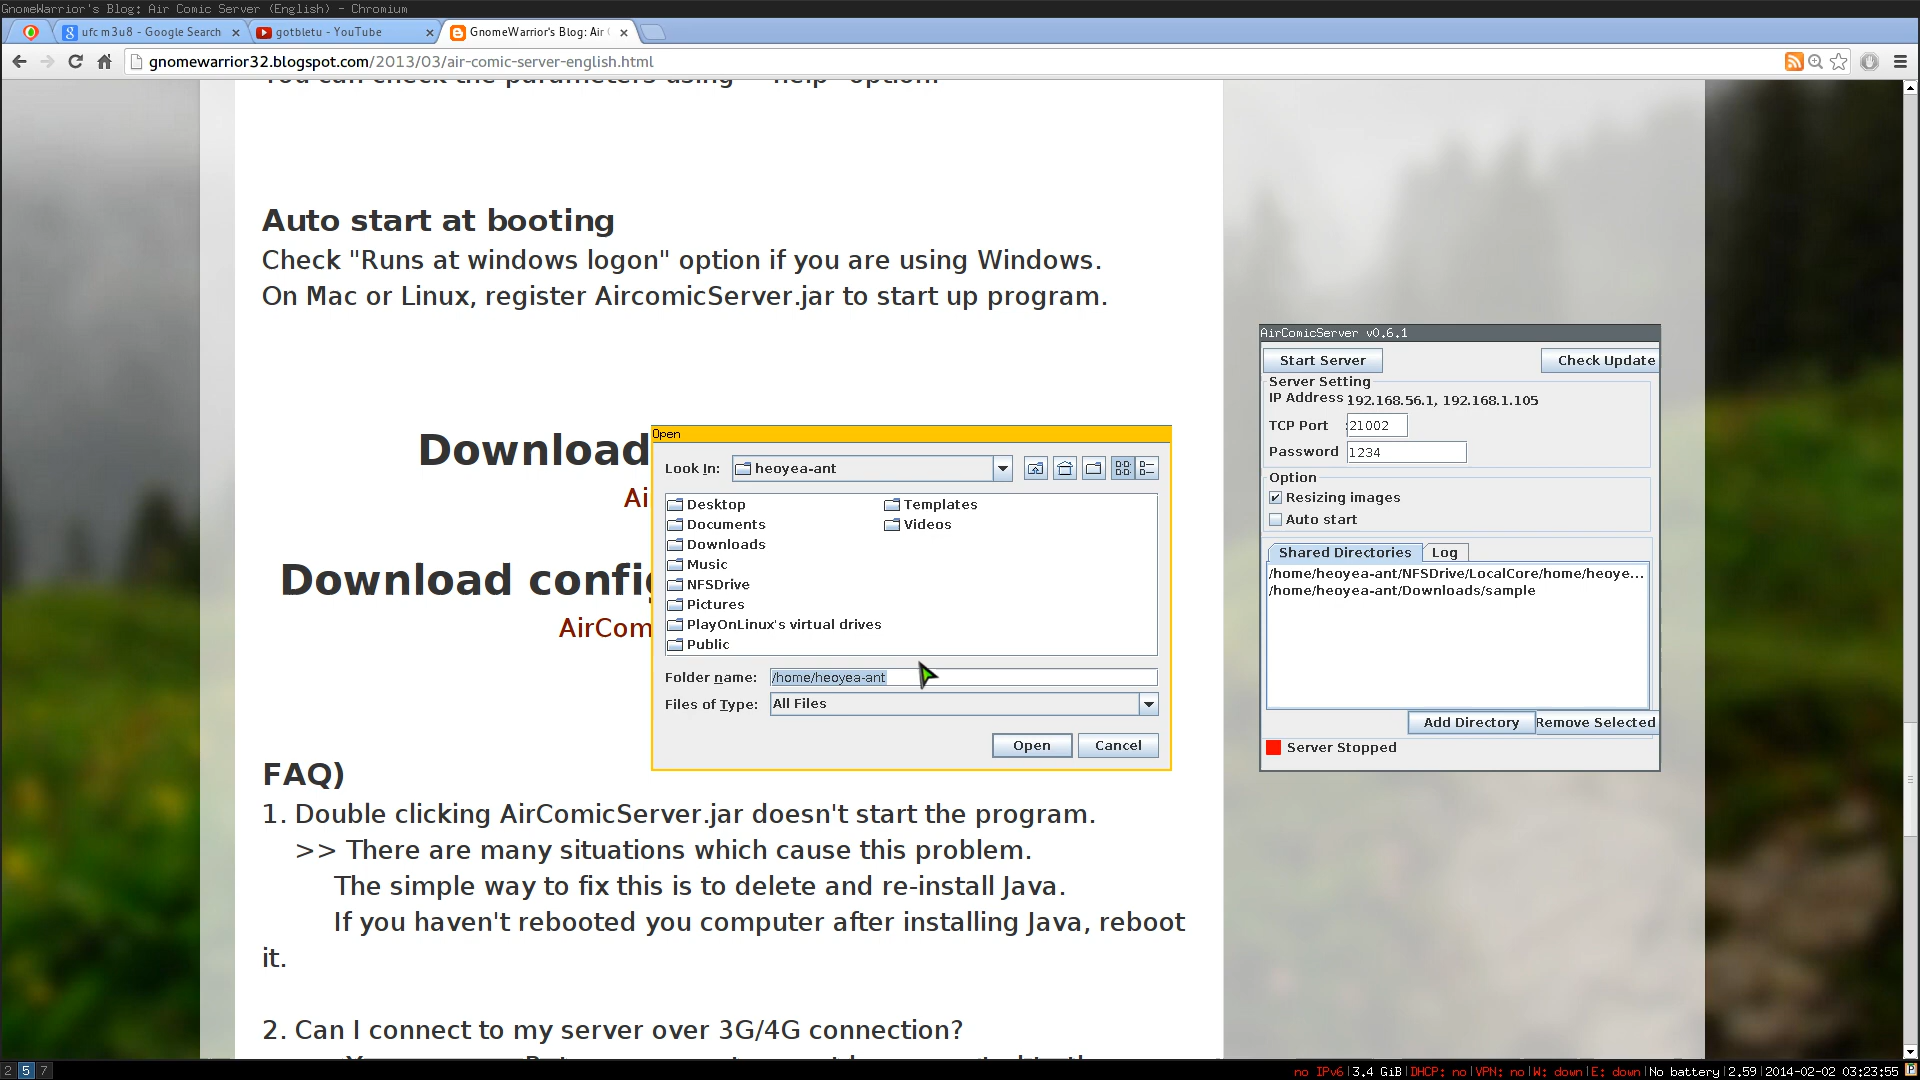 GnomeWarrior's Blog: Air Comic Server (English) - Chromium
ufc m3u8 - Google Search
gotbletu - YouTube
GnomeWarrior's Blog: Air
gnomewarrior32.blogspot.com/2013/03/air-comic-server-english.html
You can check the parameters using "--help" option.
Auto start at booting
Check "Runs at windows logon" option if you are using Windows.
On Mac or Linux, register AircomicServer.jar to start up program.
Download
Ai
Download config
AirCom
FAQ)
1. Double clicking AirComicServer.jar doesn't start the program.
>> There are many situations which cause this problem.
The simple way to fix this is to delete and re-install Java.
If you haven't rebooted you computer after installing Java, reboot
it.
2. Can I connect to my server over 3G/4G connection?
Open
Look In: heoyea-ant
Desktop
Documents
Downloads
Music
NFSDrive
Pictures
PlayOnLinux's virtual drives
Public
Templates
Videos
Folder name: /home/heoyea-ant
Files of Type: All Files
Open Cancel
AirComicServer v0.6.1
Start Server Check Update
Server Setting
IP Address : 192.168.56.1, 192.168.1.105
TCP Port : 21002
Password 1234
Option
Resizing images
Auto start
Shared Directories Log
/home/heoyea-ant/NFSDrive/LocalCore/home/heoye...
/home/heoyea-ant/Downloads/sample
Add Directory Remove Selected
Server Stopped
2 5 7
no IPv6|3.4 GiB|DHCP: no|VPN: no|W: down|E: down|No battery|2.59|2014-02-02 03:23:55